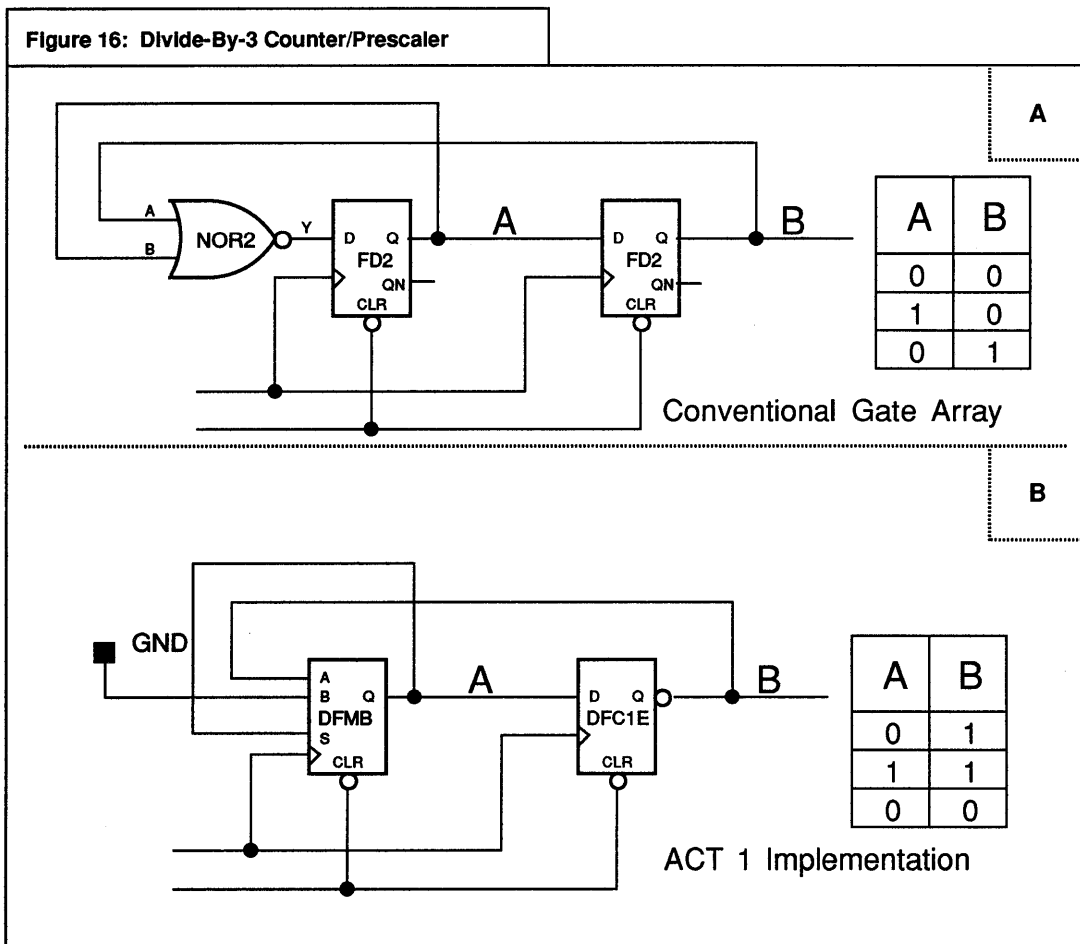 Figure 16: Divide-By-3 Counter/Prescaler
A
A
B
NOR2
Y
D Q
FD2
QN
CLR
A
D Q
FD2
QN
CLR
B
A B
0 0
1 0
0 1
Conventional Gate Array
B
GND
A
B Q
DFMB
S
CLR
A
D Q
DFC1E
CLR
B
A B
0 1
1 1
0 0
ACT 1 Implementation